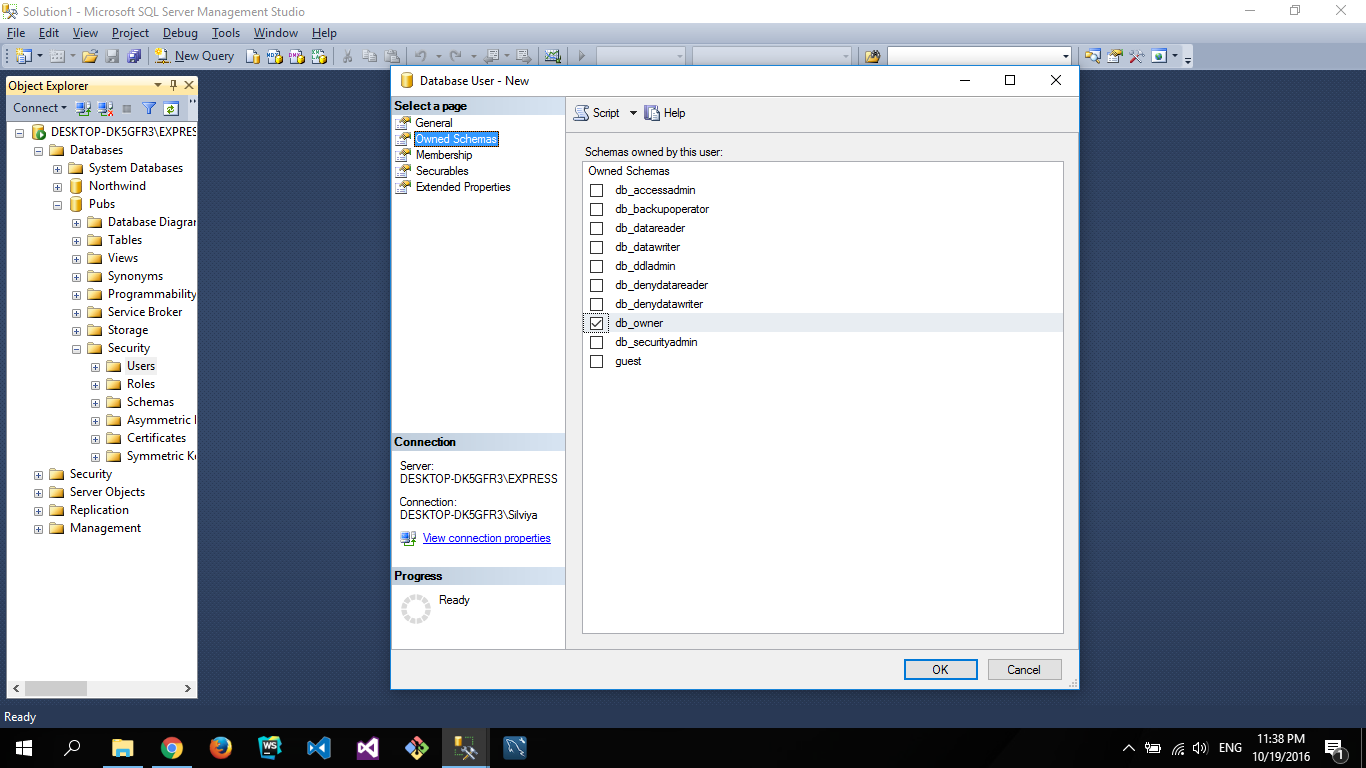 Solution1 - Microsoft SQL Server Management Studio
File Edit View Project Debug Tools Window Help
New Query
Object Explorer
Connect
DESKTOP-DK5GFR3\EXPRES
Databases
System Databases
Northwind
Pubs
Database Diagrar
Tables
Views
Synonyms
Programmability
Service Broker
Storage
Security
Users
Roles
Schemas
Asymmetric
Certificates
Symmetric Ke
Security
Server Objects
Replication
Management
Database User - New
Select a page
General
Owned Schemas
Membership
Securables
Extended Properties
Connection
Server:
DESKTOP-DK5GFR3\EXPRESS
Connection:
DESKTOP-DK5GFR3\Silviya
View connection properties
Progress
Ready
Script Help
Schemas owned by this user:
Owned Schemas
db_accessadmin
db_backupoperator
db_datareader
db_datawriter
db_ddladmin
db_denydatareader
db_denydatawriter
db_owner
db_securityadmin
guest
OK Cancel
Ready
WS
ENG
11:38 PM
10/19/2016
1